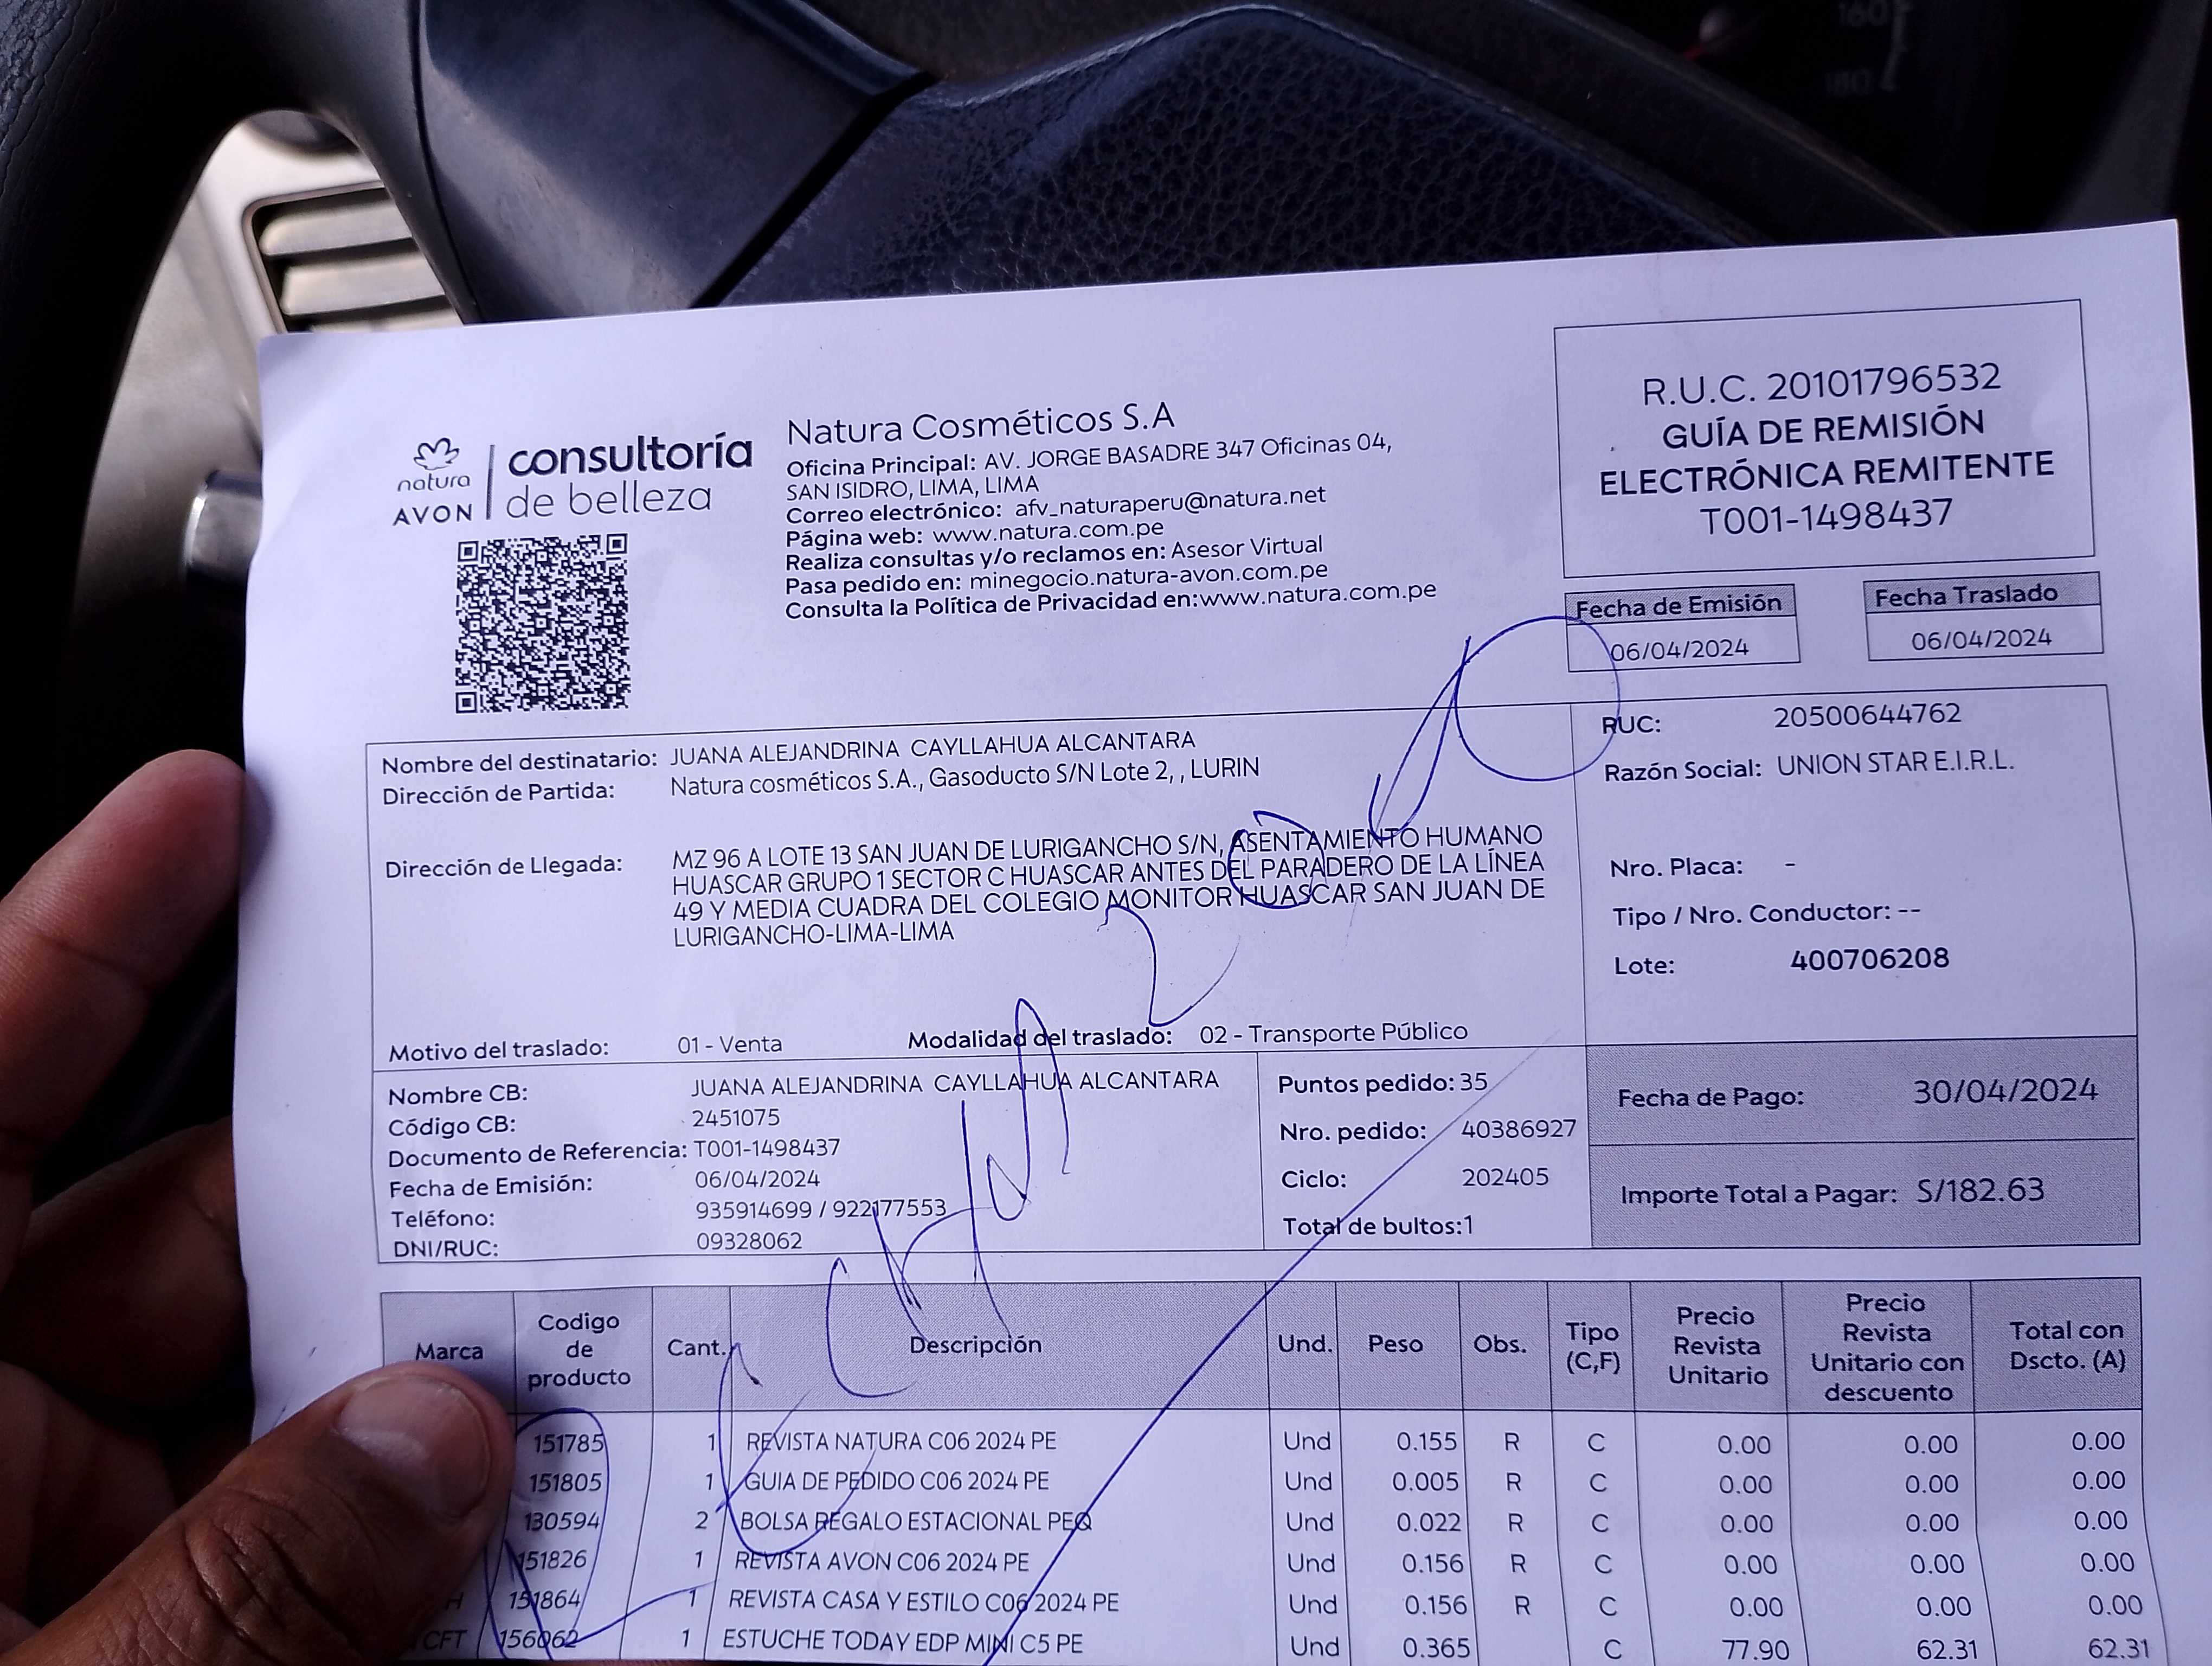 160
180
natura
AVON
consultoría
de belleza
Natura Cosméticos S.A
Oficina Principal: AV. JORGE BASADRE 347 Oficinas 04,
SAN ISIDRO, LIMA, LIMA
Correo electrónico: afv_naturaperu@natura.net
Página web: www.natura.com.pe
Realiza consultas y/o reclamos en: Asesor Virtual
Pasa pedido en: minegocio.natura-avon.com.pe
Consulta la Política de Privacidad en:www.natura.com.pe
R.U.C. 20101796532
GUÍA DE REMISIÓN
ELECTRÓNICA REMITENTE
T001-1498437
Fecha de Emisión
06/04/2024
Fecha Traslado
06/04/2024
Nombre del destinatario: JUANA ALEJANDRINA CAYLLAHUA ALCANTARA
Dirección de Partida: Natura cosméticos S.A., Gasoducto S/N Lote 2, , LURIN
Dirección de Llegada: MZ 96 A LOTE 13 SAN JUAN DE LURIGANCHO S/N, ASENTAMIENTO HUMANO
HUASCAR GRUPO 1 SECTOR C HUASCAR ANTES DEL PARADERO DE LA LÍNEA
49 Y MEDIA CUADRA DEL COLEGIO MONITOR HUASCAR SAN JUAN DE
LURIGANCHO-LIMA-LIMA
Motivo del traslado: 01 - Venta Modalidad del traslado: 02 - Transporte Público
RUC: 20500644762
Razón Social: UNION STAR E.I.R.L.
Nro. Placa: -
Tipo / Nro. Conductor: --
Lote: 400706208
Nombre CB: JUANA ALEJANDRINA CAYLLAHUA ALCANTARA
Código CB: 2451075
Documento de Referencia: T001-1498437
Fecha de Emisión: 06/04/2024
Teléfono: 935914699 / 922177553
DNI/RUC: 09328062
Puntos pedido: 35
Nro. pedido: 40386927
Ciclo: 202405
Total de bultos:1
Fecha de Pago: 30/04/2024
Importe Total a Pagar: S/182.63
Marca Codigo de producto Cant. Descripción Und. Peso Obs. Tipo (C,F) Precio Revista Unitario Precio Revista Unitario con descuento Total con Dscto. (A)
151785 1 REVISTA NATURA C06 2024 PE Und 0.155 R C 0.00 0.00 0.00
151805 1 GUIA DE PEDIDO C06 2024 PE Und 0.005 R C 0.00 0.00 0.00
130594 2 BOLSA REGALO ESTACIONAL PEQ Und 0.022 R C 0.00 0.00 0.00
151826 1 REVISTA AVON C06 2024 PE Und 0.156 R C 0.00 0.00 0.00
151864 1 REVISTA CASA Y ESTILO C06 2024 PE Und 0.156 R C 0.00 0.00 0.00
CFT 156062 1 ESTUCHE TODAY EDP MINI C5 PE Und 0.365 C 77.90 62.31 62.31